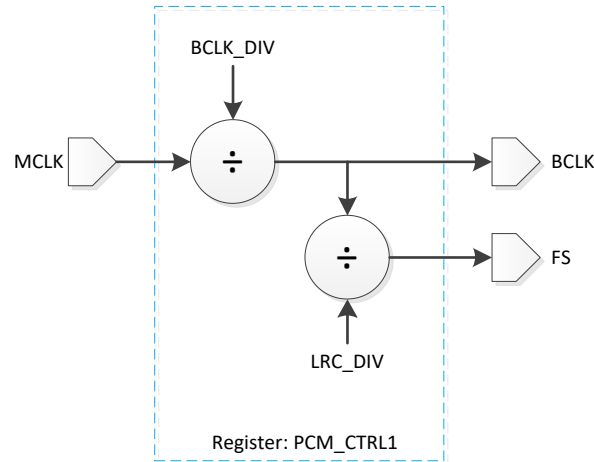 BCLK_DIV
MCLK
÷
BCLK
÷
FS
LRC_DIV
Register: PCM_CTRL1